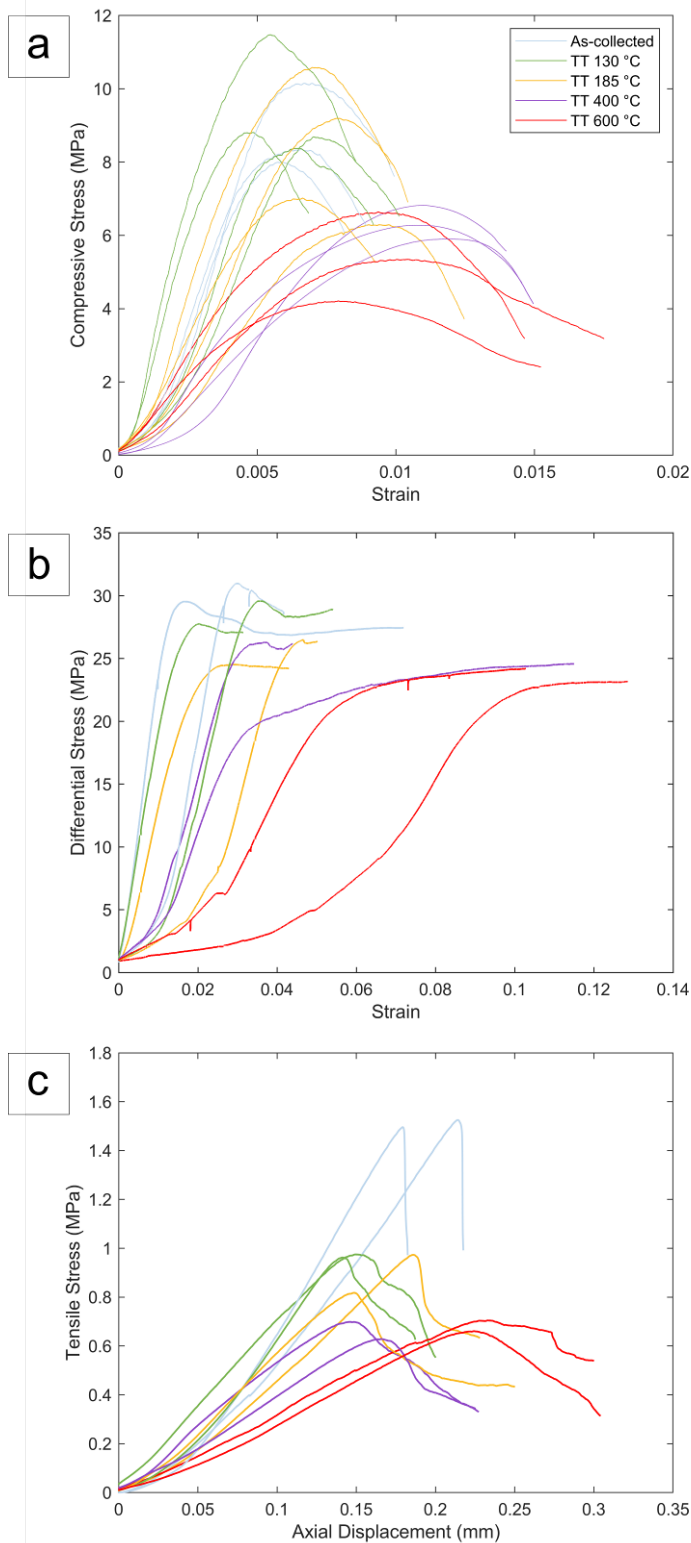 a
12
10
8
6
4
2
0
Compressive Stress (MPa)
As-collected
TT 130 °C
TT 185 °C
TT 400 °C
TT 600 °C
0 0.005 0.01 0.015 0.02
Strain
b
35
30
25
20
15
10
5
0
Differential Stress (MPa)
0 0.02 0.04 0.06 0.08 0.1 0.12 0.14
Strain
c
1.8
1.6
1.4
1.2
1
0.8
0.6
0.4
0.2
0
Tensile Stress (MPa)
0 0.05 0.1 0.15 0.2 0.25 0.3 0.35
Axial Displacement (mm)